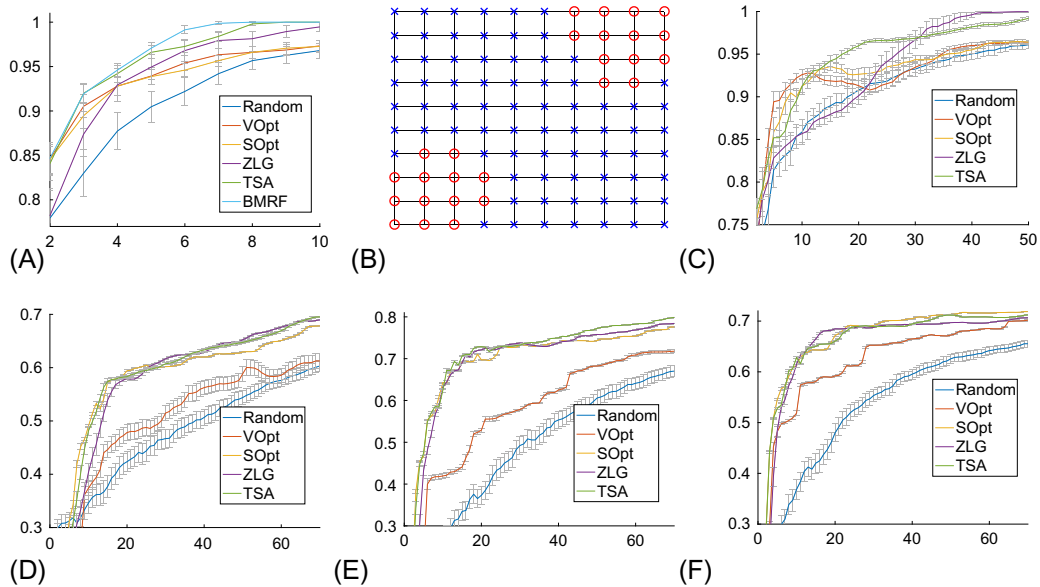 1
0.95
0.9
0.85
0.8
2 4 6 8 10
Random
VOpt
SOpt
ZLG
TSA
BMRF
(A)
(B)
1
0.95
0.9
0.85
0.8
0.75
10 20 30 40 50
Random
VOpt
SOpt
ZLG
TSA
(C)
0.7
0.6
0.5
0.4
0.3
0 20 40 60
Random
VOpt
SOpt
ZLG
TSA
(D)
0.8
0.7
0.6
0.5
0.4
0.3
0 20 40 60
Random
VOpt
SOpt
ZLG
TSA
(E)
0.7
0.6
0.5
0.4
0.3
0 20 40 60
Random
VOpt
SOpt
ZLG
TSA
(F)